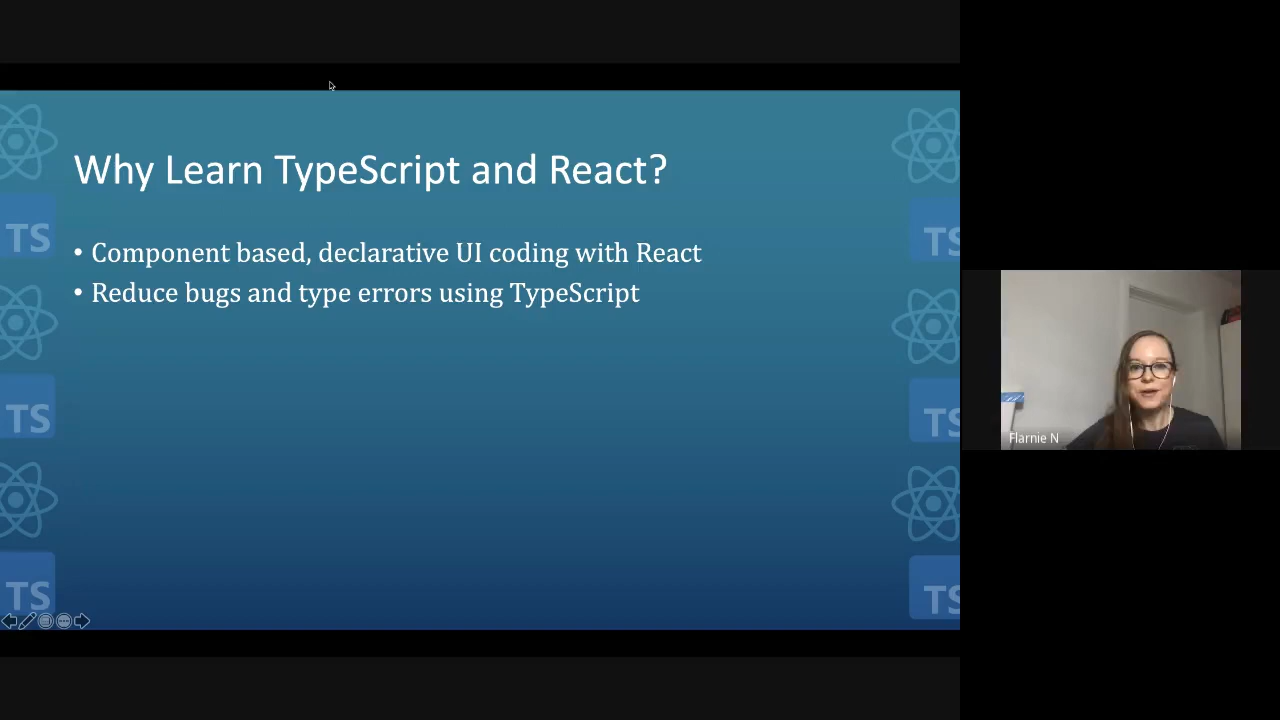 Why Learn TypeScript and React?
• Component based, declarative UI coding with React
• Reduce bugs and type errors using TypeScript
TS
TS
TS
TS
TS
TS
Flarnie N